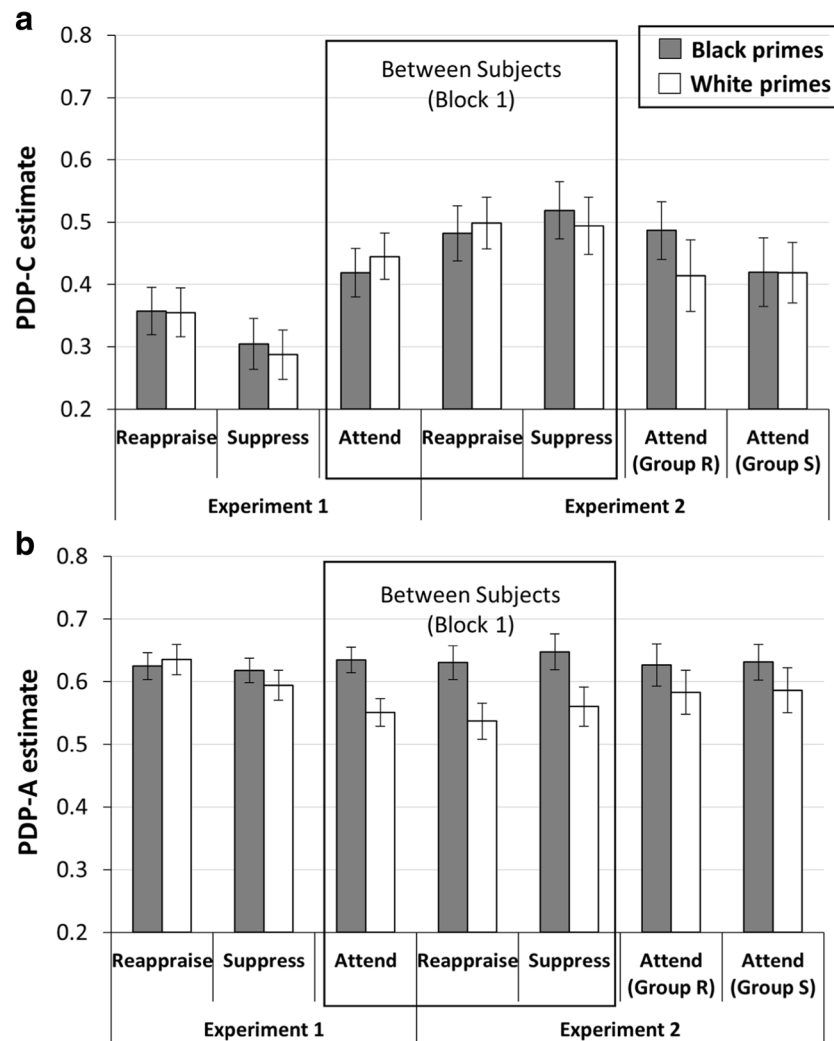 a
0.8
0.7
0.6
0.5
0.4
0.3
0.2
PDP-C estimate
Between Subjects
(Block 1)
Black primes
White primes
Reappraise Suppress Attend Reappraise Suppress Attend (Group R) Attend (Group S)
Experiment 1 Experiment 2
b
0.8
0.7
0.6
0.5
0.4
0.3
0.2
PDP-A estimate
Between Subjects
(Block 1)
Reappraise Suppress Attend Reappraise Suppress Attend (Group R) Attend (Group S)
Experiment 1 Experiment 2